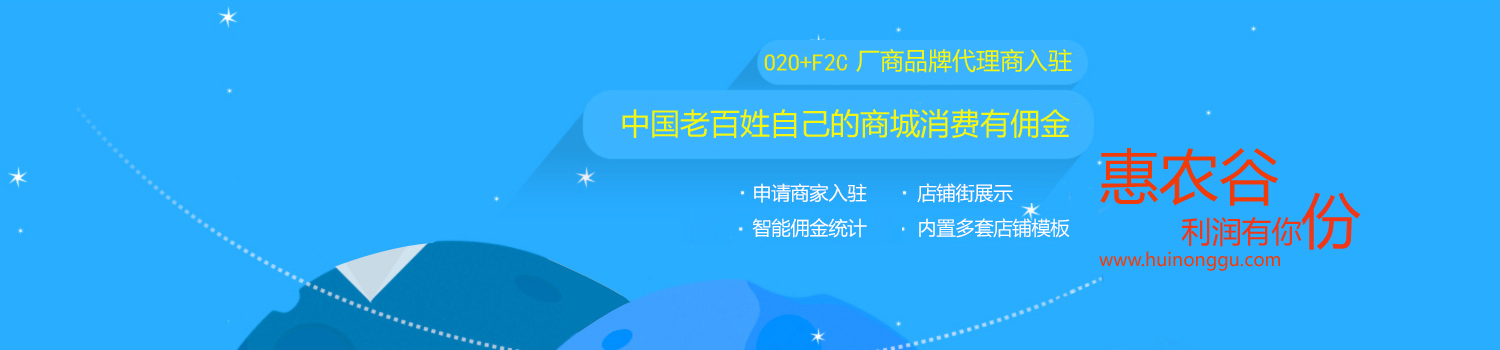 O2O+F2C 厂商品牌代理商入驻
中国老百姓自己的商城消费有佣金
· 申请商家入驻 · 店铺街展示
· 智能佣金统计 · 内置多套店铺模板
惠农谷
利润有你份
www.huinonggu.com